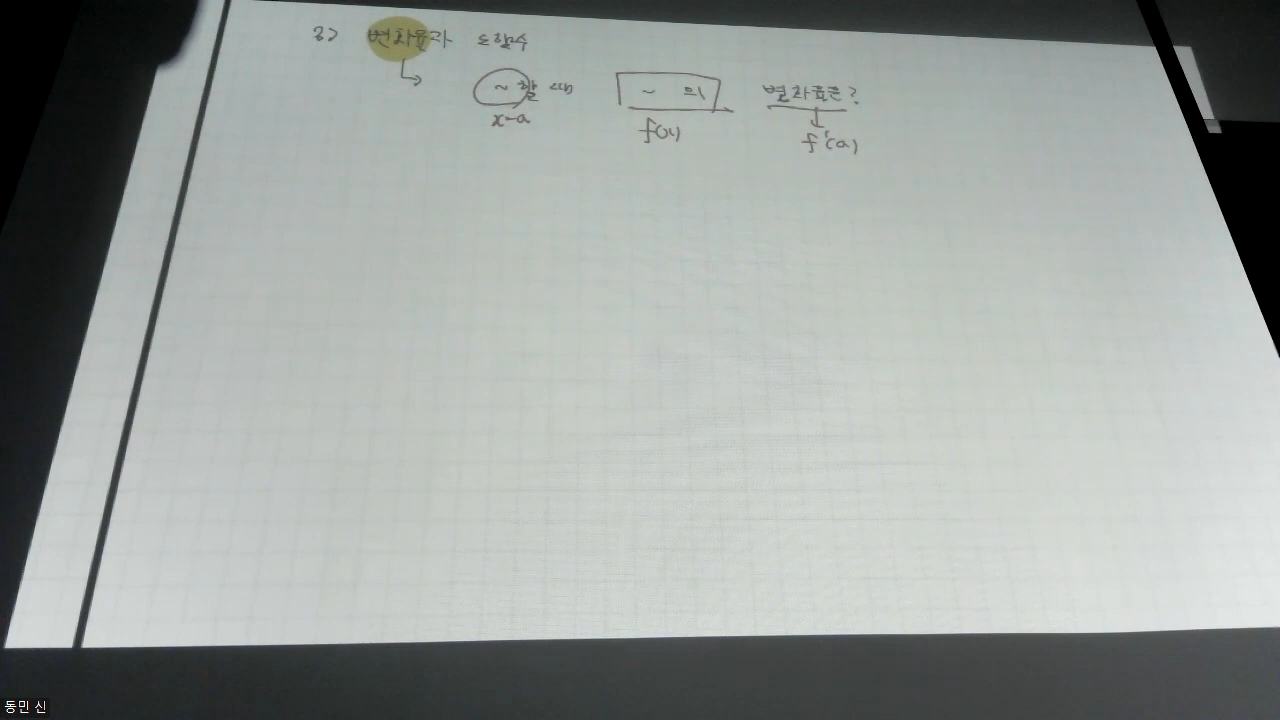 3> 변화율과 도함수
~할 때 ~ 의 변화율은?
x=a f(x) f'(a)
동민 신